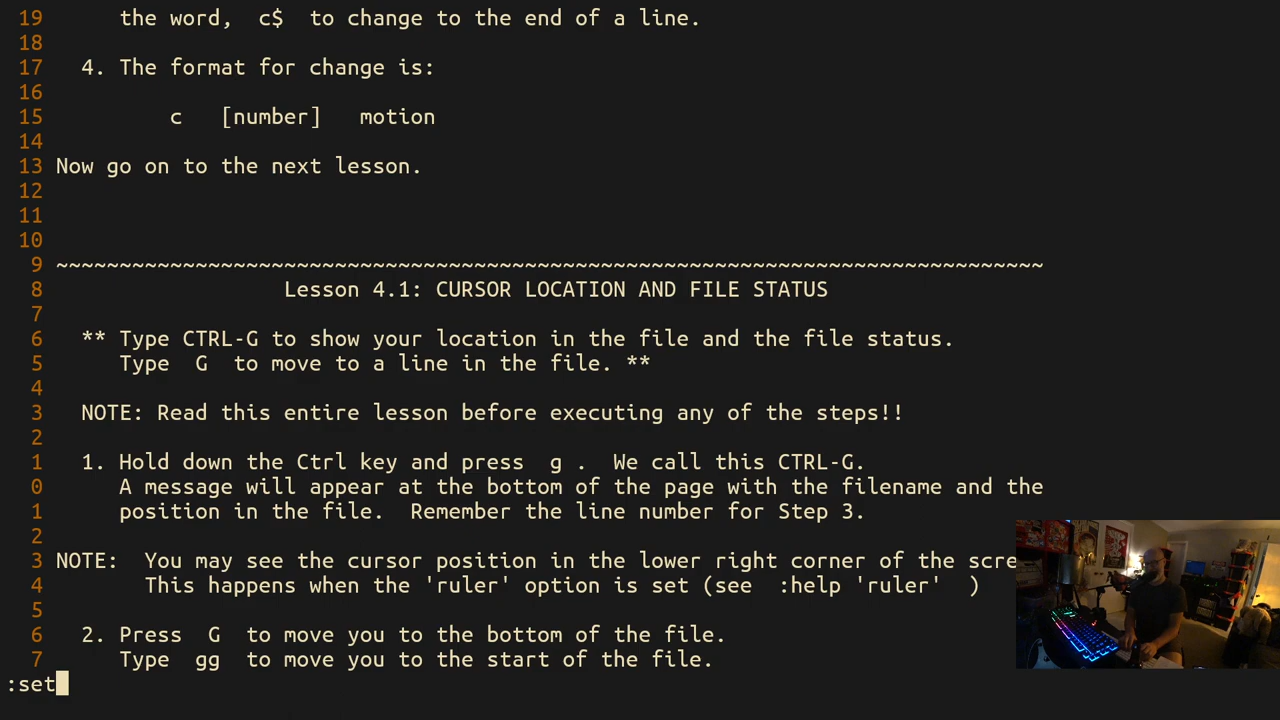 19 the word, c$ to change to the end of a line.
18
17 4. The format for change is:
16
15 c [number] motion
14
13 Now go on to the next lesson.
12
11
10
9 ~~~~~~~~~~~~~~~~~~~~~~~~~~~~~~~~~~~~~~~~~~~~~~~~~~~~~~~~~~~~~~~~~~~~~~~~~~~~~~
8 Lesson 4.1: CURSOR LOCATION AND FILE STATUS
7
6 ** Type CTRL-G to show your location in the file and the file status.
5 Type G to move to a line in the file. **
4
3 NOTE: Read this entire lesson before executing any of the steps!!
2
1 1. Hold down the Ctrl key and press g . We call this CTRL-G.
0 A message will appear at the bottom of the page with the filename and the
1 position in the file. Remember the line number for Step 3.
2
3 NOTE: You may see the cursor position in the lower right corner of the scre
4 This happens when the 'ruler' option is set (see :help 'ruler' )
5
6 2. Press G to move you to the bottom of the file.
7 Type gg to move you to the start of the file.
:set